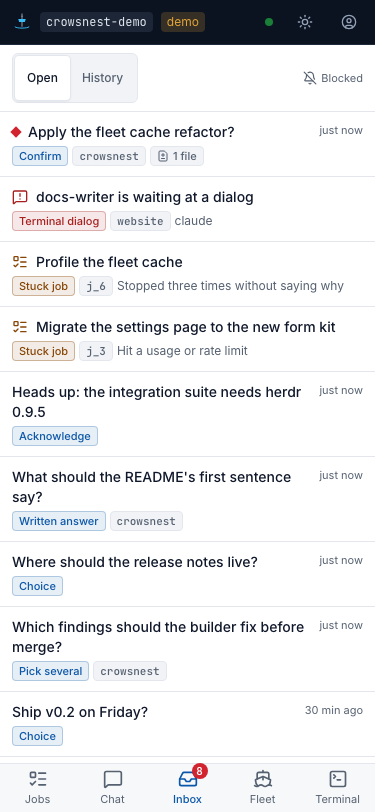 crowsnest-demo demo
Open History Blocked
Apply the fleet cache refactor? just now
Confirm crowsnest 1 file
docs-writer is waiting at a dialog
Terminal dialog website claude
Profile the fleet cache
Stuck job j_6 Stopped three times without saying why
Migrate the settings page to the new form kit
Stuck job j_3 Hit a usage or rate limit
Heads up: the integration suite needs herdr just now
0.9.5
Acknowledge
What should the README's first sentence just now
say?
Written answer crowsnest
Where should the release notes live? just now
Choice
Which findings should the builder fix before just now
merge?
Pick several crowsnest
Ship v0.2 on Friday? 30 min ago
Choice
8
Jobs Chat Inbox Fleet Terminal